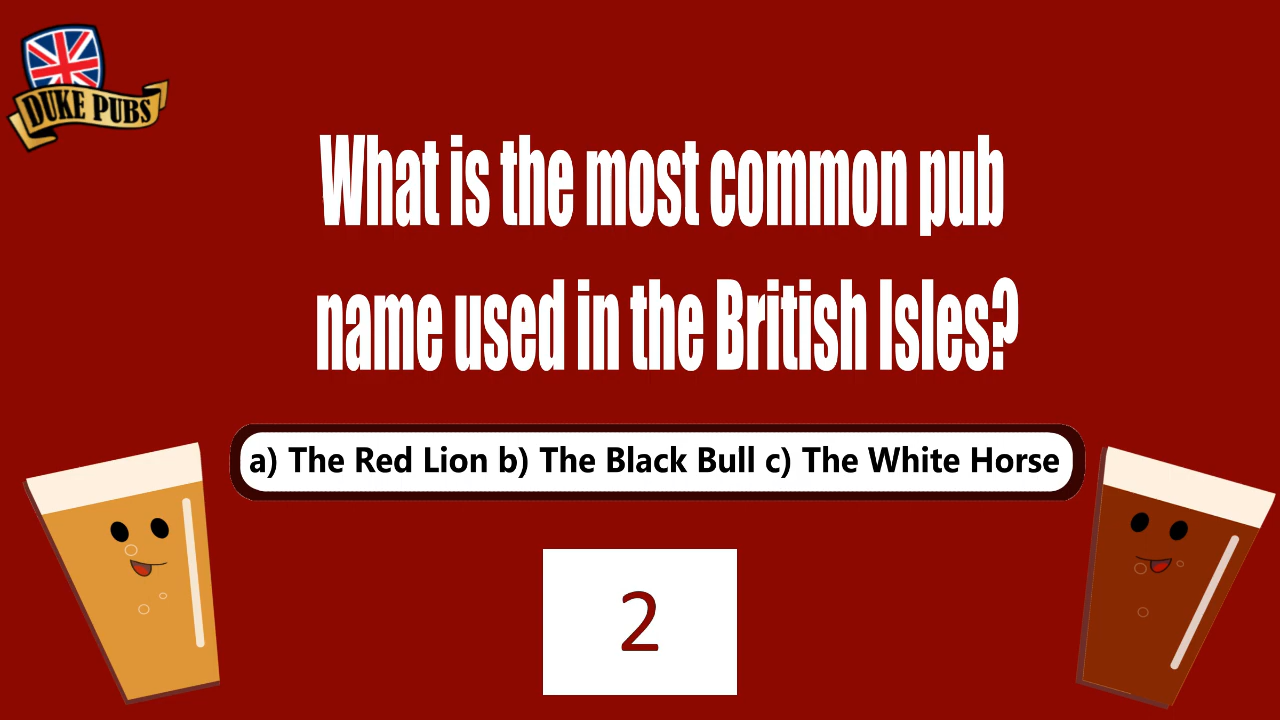 DUKE PUBS
What is the most common pub
name used in the British Isles?
a) The Red Lion b) The Black Bull c) The White Horse
2